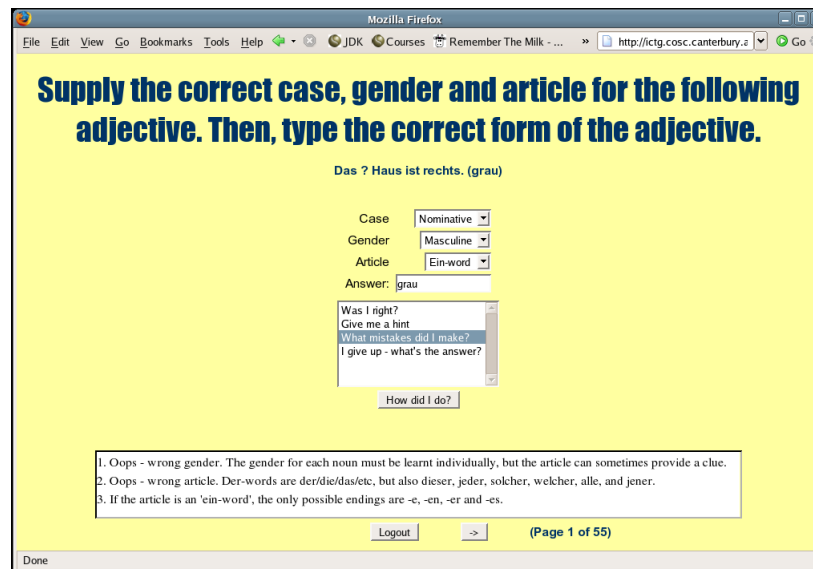 Mozilla Firefox
File Edit View Go Bookmarks Tools Help JDK Courses Remember The Milk - ... » http://ictg.cosc.canterbury.a Go
Supply the correct case, gender and article for the following
adjective. Then, type the correct form of the adjective.
Das ? Haus ist rechts. (grau)
Case Nominative
Gender Masculine
Article Ein-word
Answer: grau
Was I right?
Give me a hint
What mistakes did I make?
I give up - what's the answer?
How did I do?
1. Oops - wrong gender. The gender for each noun must be learnt individually, but the article can sometimes provide a clue.
2. Oops - wrong article. Der-words are der/die/das/etc, but also dieser, jeder, solcher, welcher, alle, and jener.
3. If the article is an 'ein-word', the only possible endings are -e, -en, -er and -es.
Logout -> (Page 1 of 55)
Done